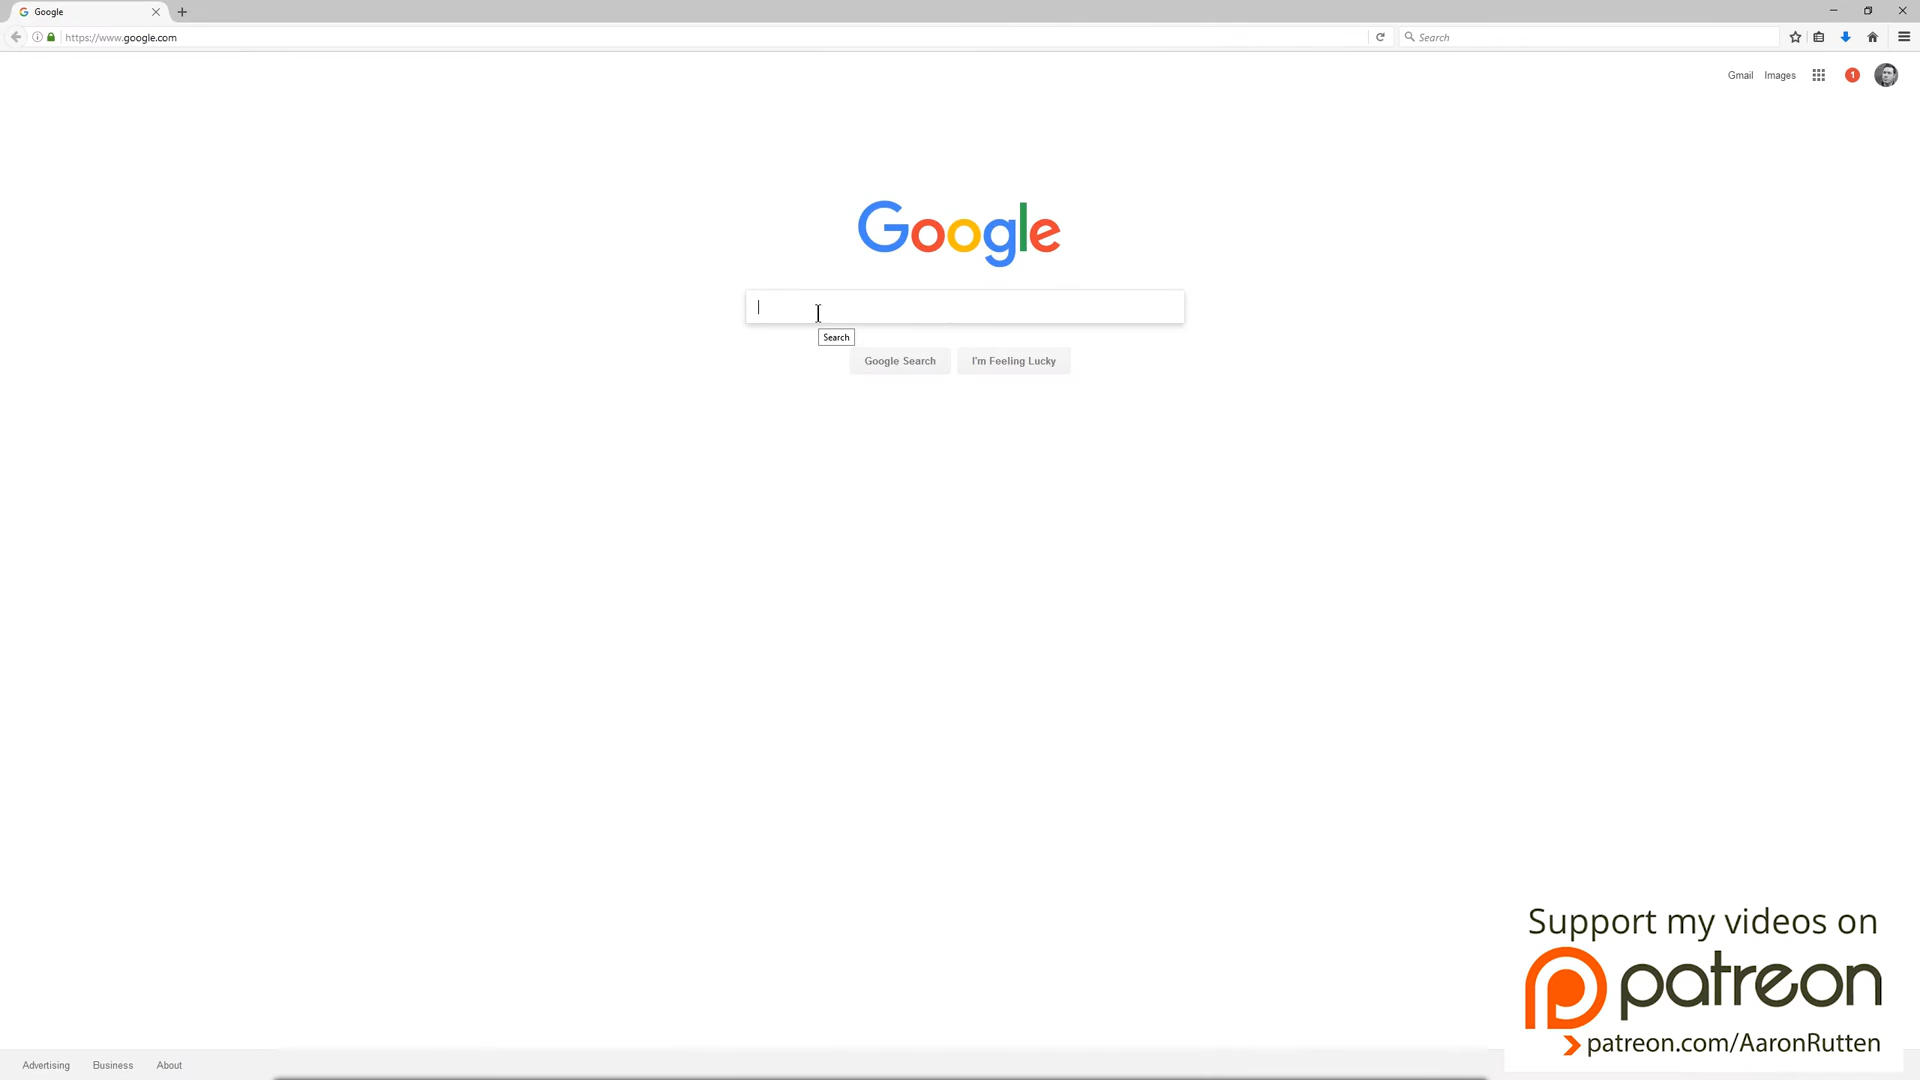 Google
https://www.google.com
Search
Gmail
Images
1
Google
Search
Google Search
I'm Feeling Lucky
Support my videos on
patreon
patreon.com/AaronRutten
Advertising
Business
About